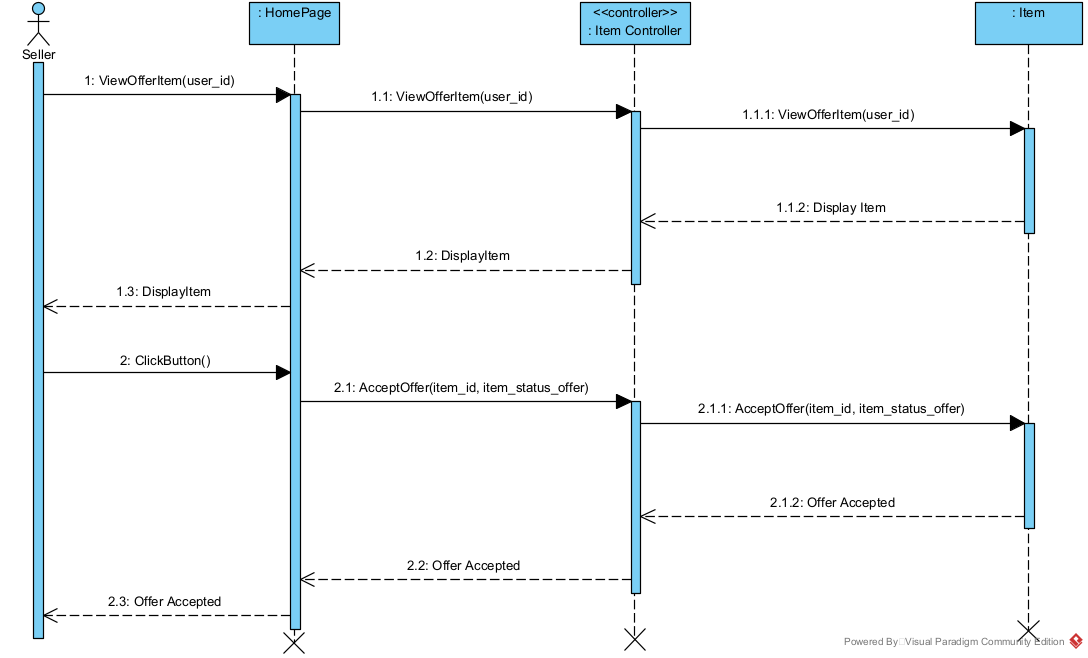 : HomePage
<<controller>>
: Item Controller
: Item
Seller
1: ViewOfferItem(user_id)
1.1: ViewOfferItem(user_id)
1.1.1: ViewOfferItem(user_id)
1.1.2: Display Item
1.2: DisplayItem
1.3: DisplayItem
2: ClickButton()
2.1: AcceptOffer(item_id, item_status_offer)
2.1.1: AcceptOffer(item_id, item_status_offer)
2.1.2: Offer Accepted
2.2: Offer Accepted
2.3: Offer Accepted
Powered By Visual Paradigm Community Edition